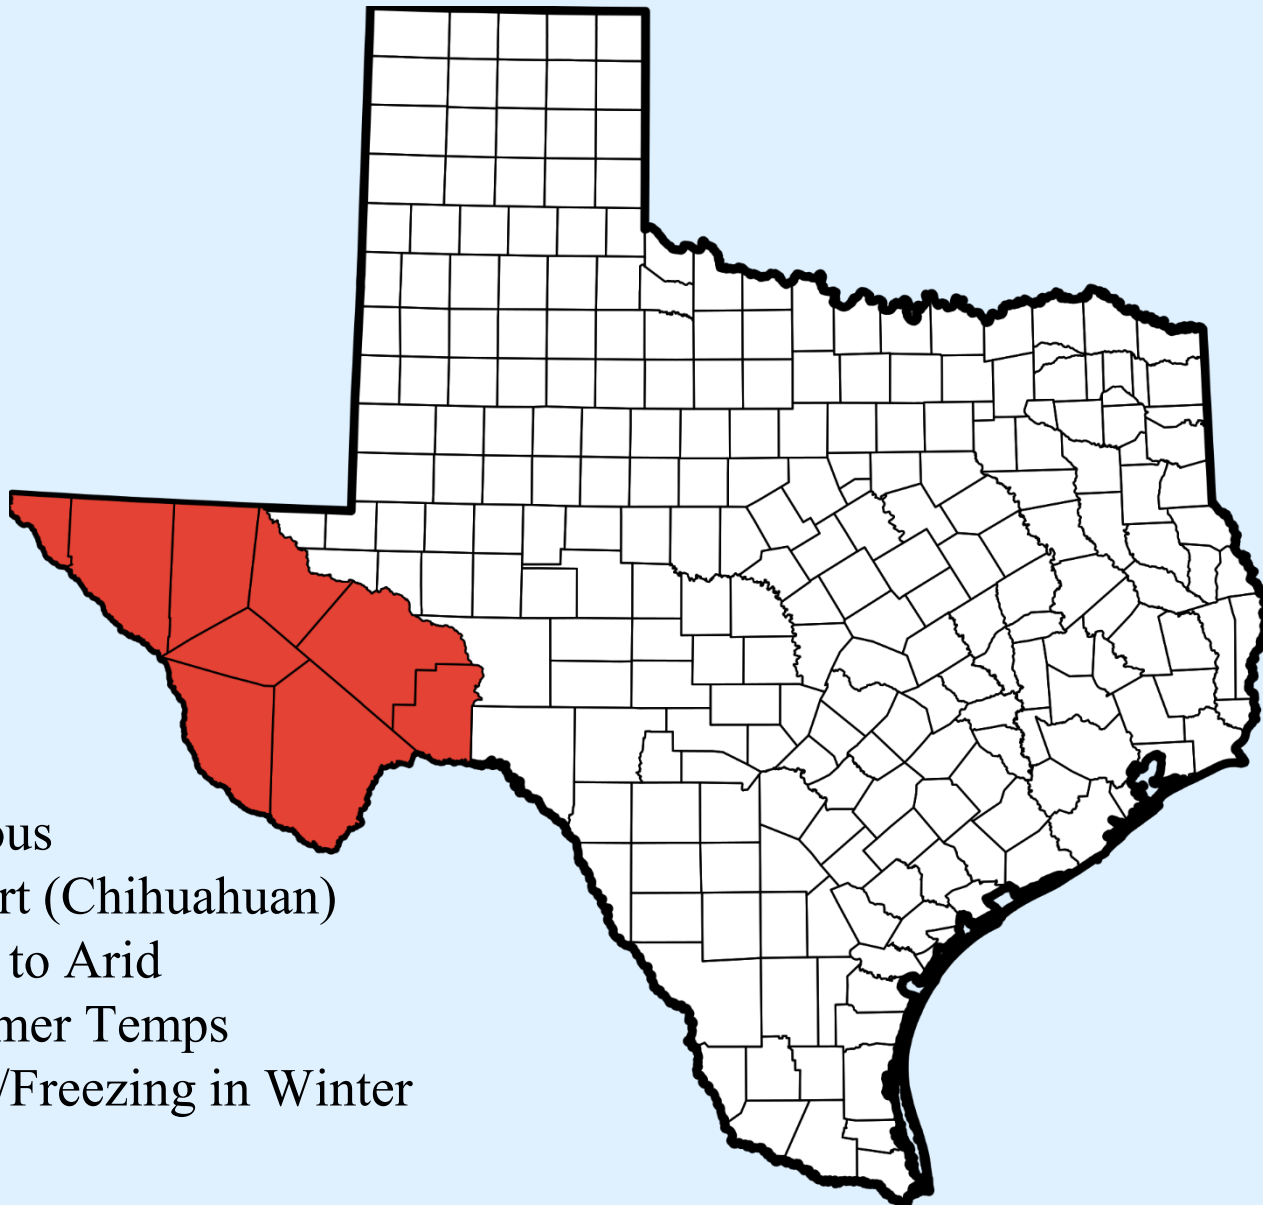 ous
rt (Chihuahuan)
to Arid
mer Temps
/Freezing in Winter